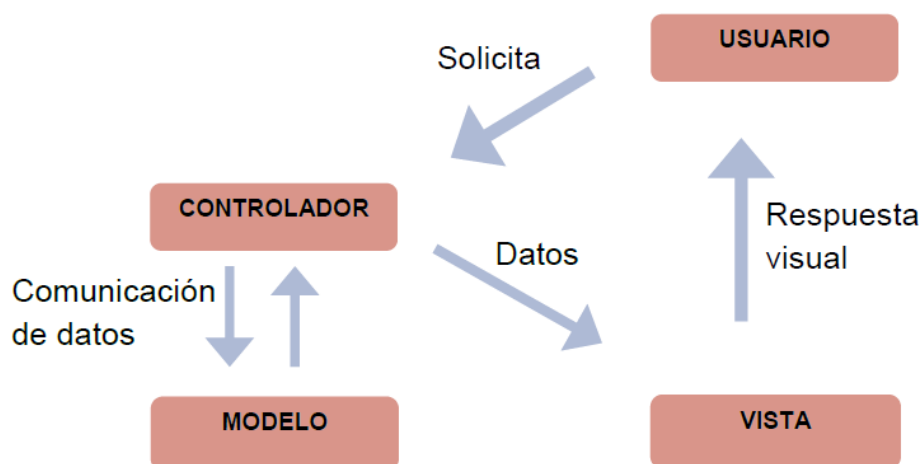 USUARIO
Solicita
CONTROLADOR
Respuesta
visual
Datos
Comunicación
de datos
MODELO
VISTA